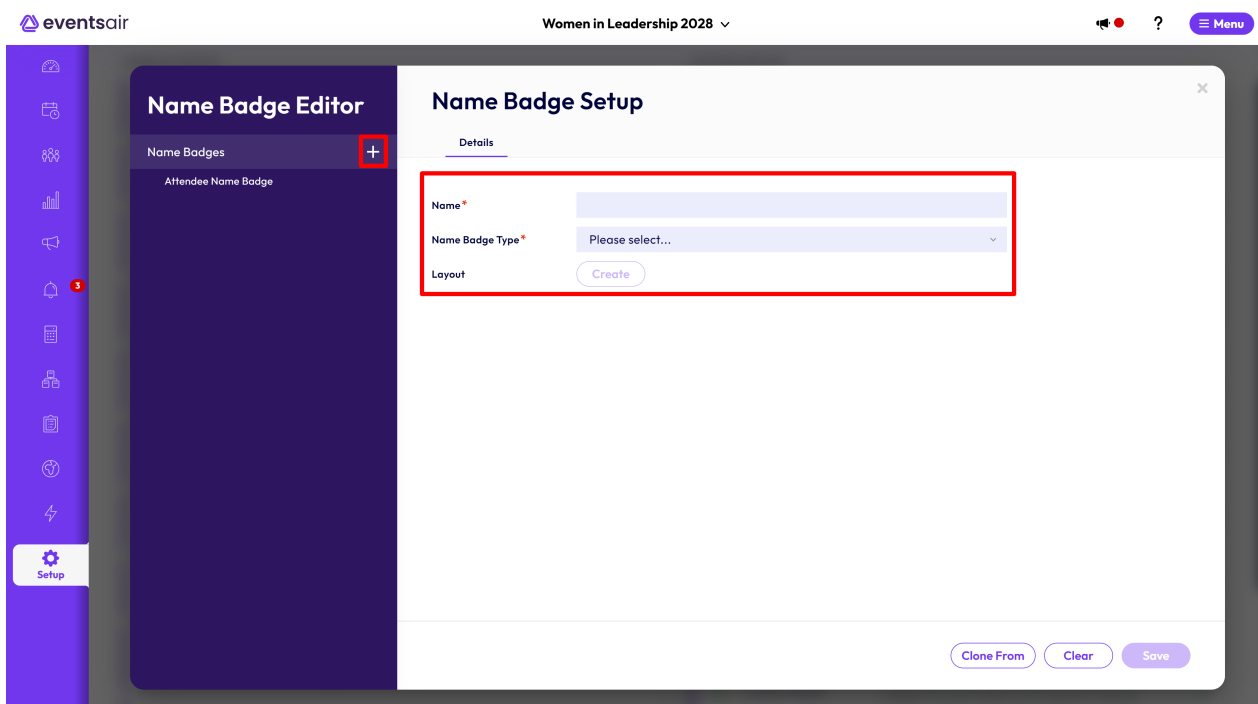 eventsair
Women in Leadership 2028
?
Menu
Name Badge Editor
Name Badges
+
Attendee Name Badge
Name Badge Setup
Details
Name*
Name Badge Type*
Please select...
Layout
Create
3
Setup
Clone From
Clear
Save